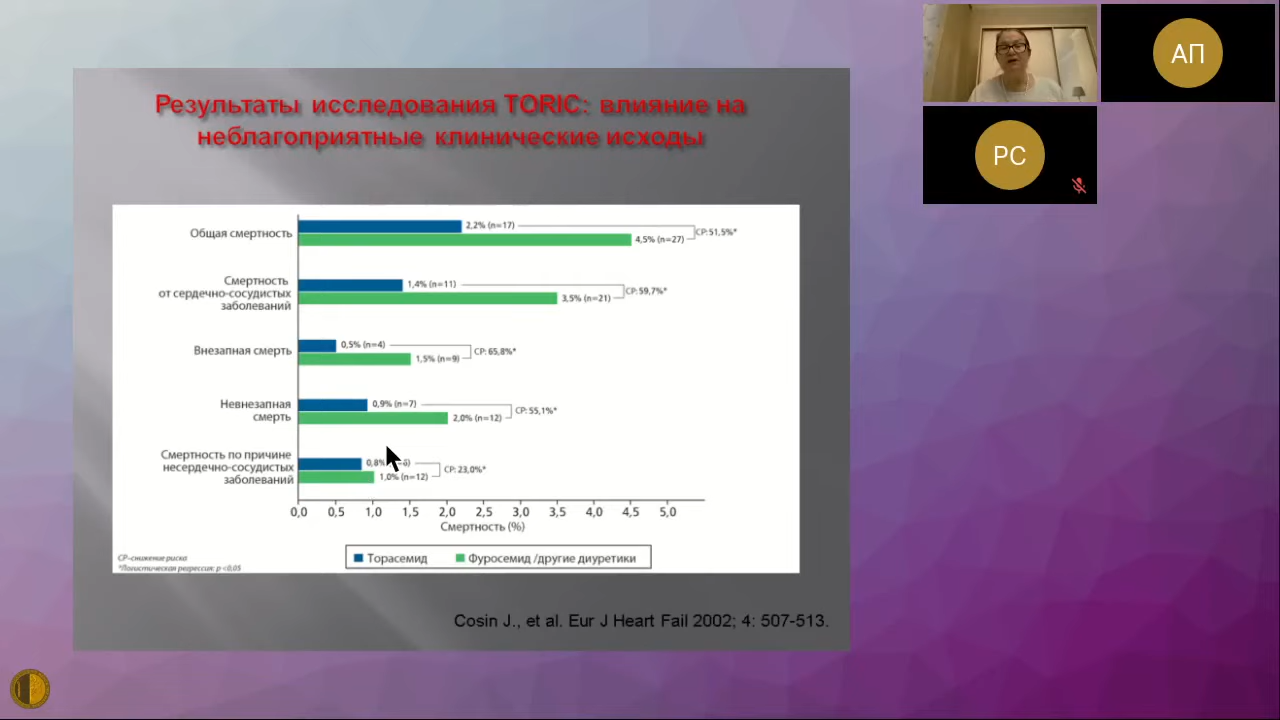 Результаты исследования TORIC: влияние на
неблагоприятные клинические исходы
Общая смертность
2,2% (n=17)
4,5% (n=27)
СР: 51,5%*
Смертность
от сердечно-сосудистых
заболеваний
1,4% (n=11)
3,5% (n=21)
СР: 59,7%*
Внезапная смерть
0,5% (n=4)
1,5% (n=9)
СР: 65,8%*
Невнезапная
смерть
0,9% (n=7)
2,0% (n=12)
СР: 55,1%*
Смертность по причине
несердечно-сосудистых
заболеваний
0,8%
1,0% (n=12)
СР: 23,0%*
0,0 0,5 1,0 1,5 2,0 2,5 3,0 3,5 4,0 4,5 5,0
Смертность (%)
Торасемид Фуросемид /другие диуретики
СР–снижение риска
*Логистическая регрессия: p <0,05
Cosin J., et al. Eur J Heart Fail 2002; 4: 507-513.
АП
РС